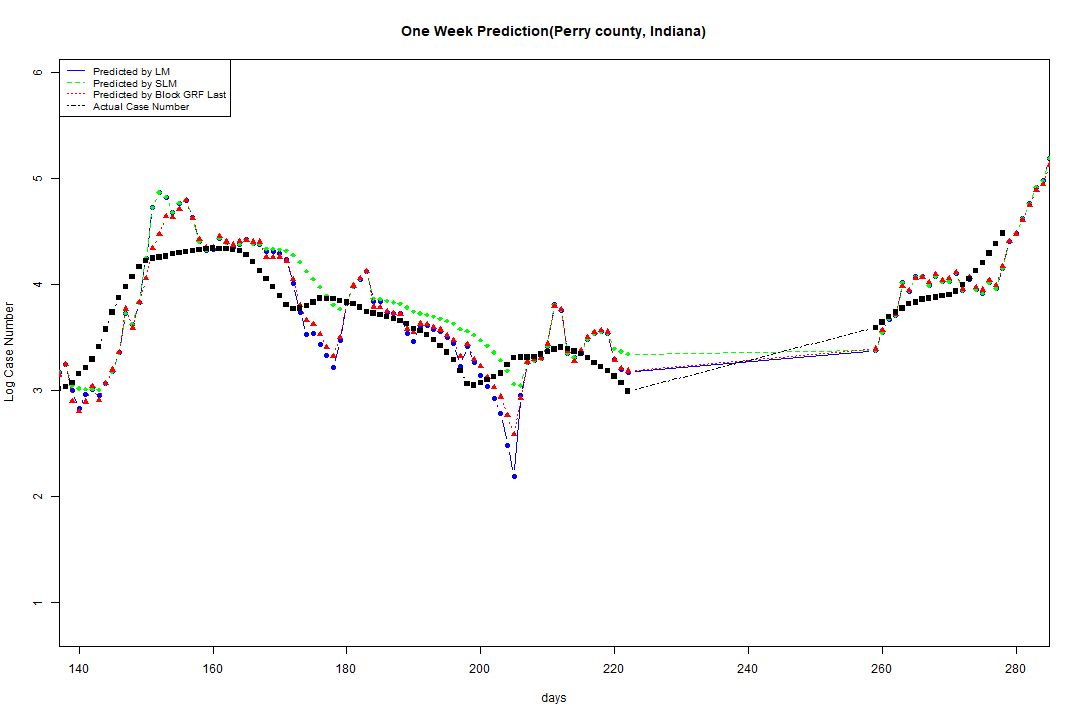 One Week Prediction(Perry county, Indiana)
Predicted by LM
Predicted by SLM
Predicted by Block GRF Last
Actual Case Number
Log Case Number
6
5
4
3
2
1
140 160 180 200 220 240 260 280
days